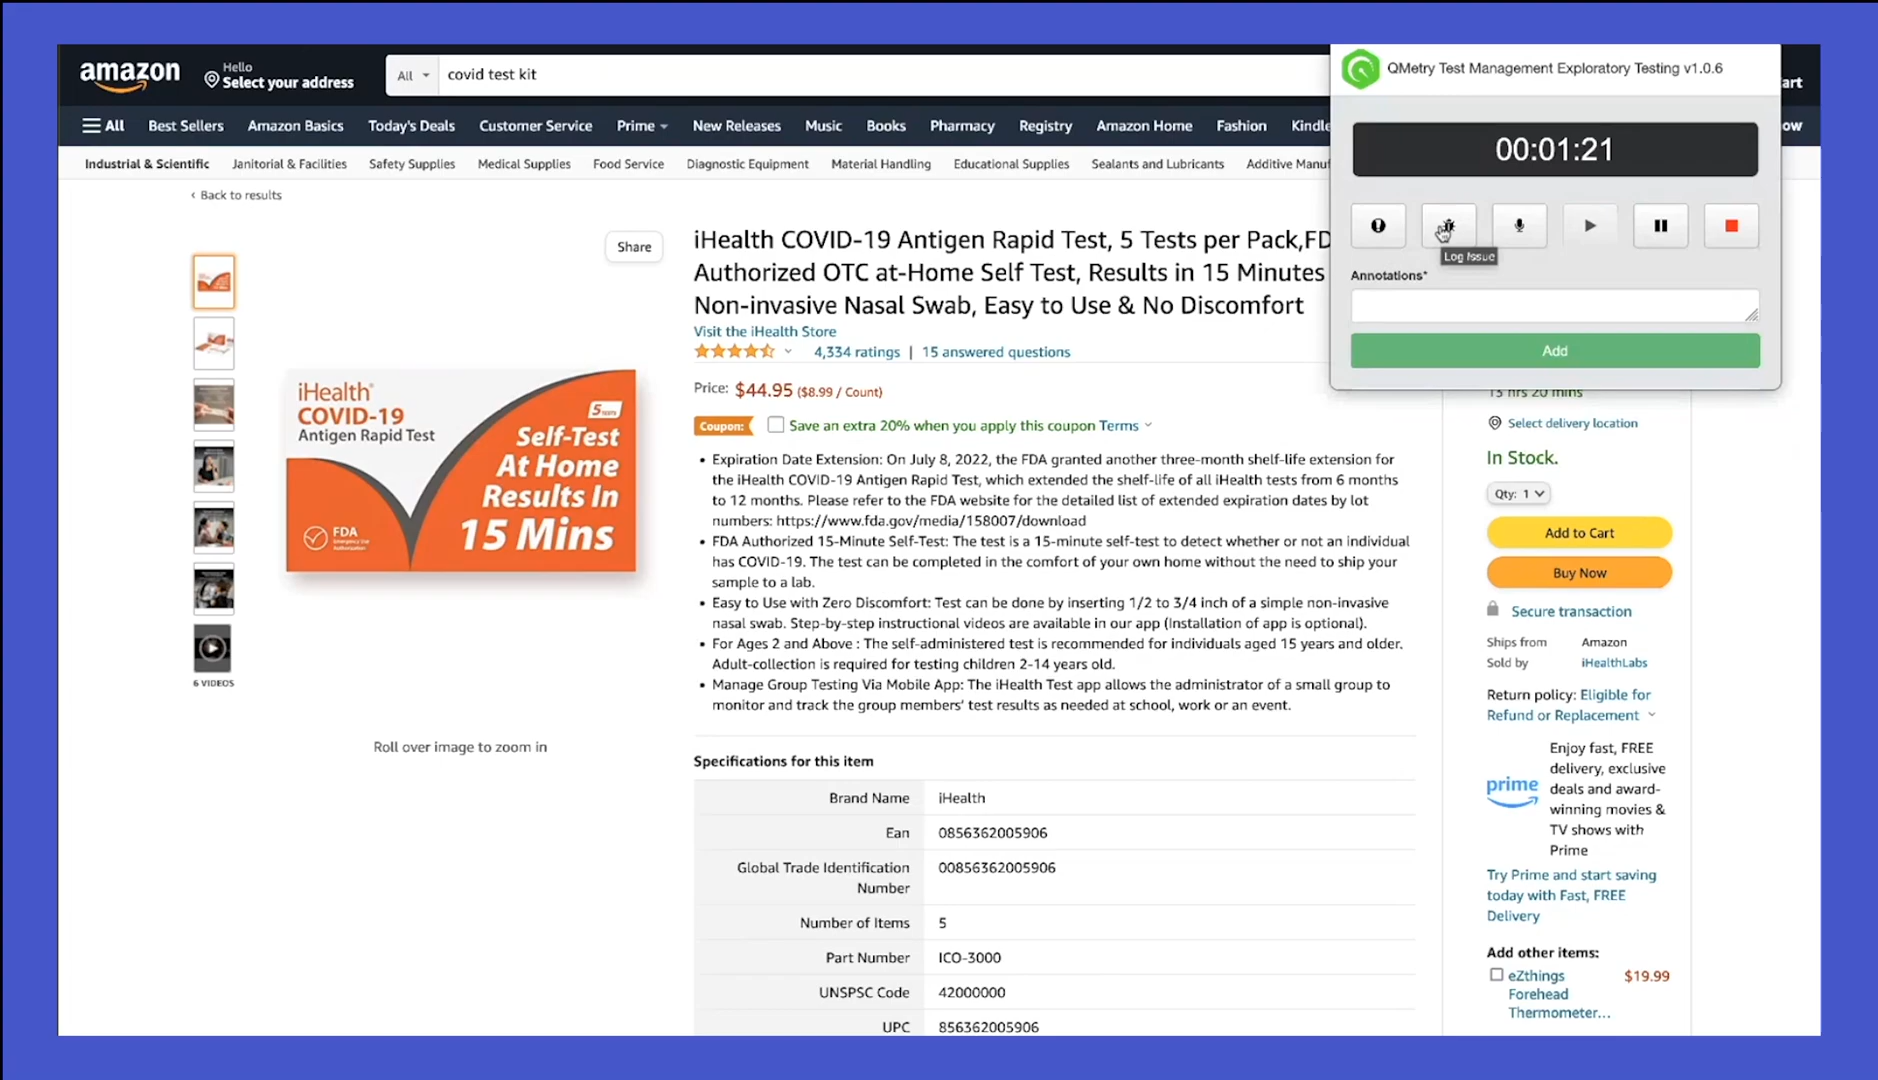 amazon
Hello
Select your address
All
covid test kit
QMetry Test Management Exploratory Testing v1.0.6
art
All
Best Sellers
Amazon Basics
Today's Deals
Customer Service
Prime
New Releases
Music
Books
Pharmacy
Registry
Amazon Home
Fashion
Kindle
ow
00:01:21
Industrial & Scientific
Janitorial & Facilities
Safety Supplies
Medical Supplies
Food Service
Diagnostic Equipment
Material Handling
Educational Supplies
Sealants and Lubricants
Additive Manuf
Log Issue
Annotations*
Add
‹ Back to results
Share
iHealth COVID-19 Antigen Rapid Test, 5 Tests per Pack,FD
Authorized OTC at-Home Self Test, Results in 15 Minutes
Non-invasive Nasal Swab, Easy to Use & No Discomfort
Visit the iHealth Store
4,334 ratings | 15 answered questions
Price: $44.95 ($8.99 / Count)
Coupon: Save an extra 20% when you apply this coupon Terms
• Expiration Date Extension: On July 8, 2022, the FDA granted another three-month shelf-life extension for
the iHealth COVID-19 Antigen Rapid Test, which extended the shelf-life of all iHealth tests from 6 months
to 12 months. Please refer to the FDA website for the detailed list of extended expiration dates by lot
numbers: https://www.fda.gov/media/158007/download
• FDA Authorized 15-Minute Self-Test: The test is a 15-minute self-test to detect whether or not an individual
has COVID-19. The test can be completed in the comfort of your own home without the need to ship your
sample to a lab.
• Easy to Use with Zero Discomfort: Test can be done by inserting 1/2 to 3/4 inch of a simple non-invasive
nasal swab. Step-by-step instructional videos are available in our app (Installation of app is optional).
• For Ages 2 and Above : The self-administered test is recommended for individuals aged 15 years and older.
Adult-collection is required for testing children 2-14 years old.
• Manage Group Testing Via Mobile App: The iHealth Test app allows the administrator of a small group to
monitor and track the group members' test results as needed at school, work or an event.
iHealth®
COVID-19
Antigen Rapid Test
5 TESTS
Self-Test
At Home
Results In
15 Mins
FDA
6 VIDEOS
Roll over image to zoom in
Specifications for this item
Brand Name iHealth
Ean 0856362005906
Global Trade Identification
Number
00856362005906
Number of Items 5
Part Number ICO-3000
UNSPSC Code 42000000
UPC 856362005906
15 hrs 20 mins
Select delivery location
In Stock.
Qty: 1
Add to Cart
Buy Now
Secure transaction
Ships from Amazon
Sold by iHealthLabs
Return policy: Eligible for
Refund or Replacement
prime
Enjoy fast, FREE
delivery, exclusive
deals and award-
winning movies &
TV shows with
Prime
Try Prime and start saving
today with Fast, FREE
Delivery
Add other items:
eZthings $19.99
Forehead
Thermometer...